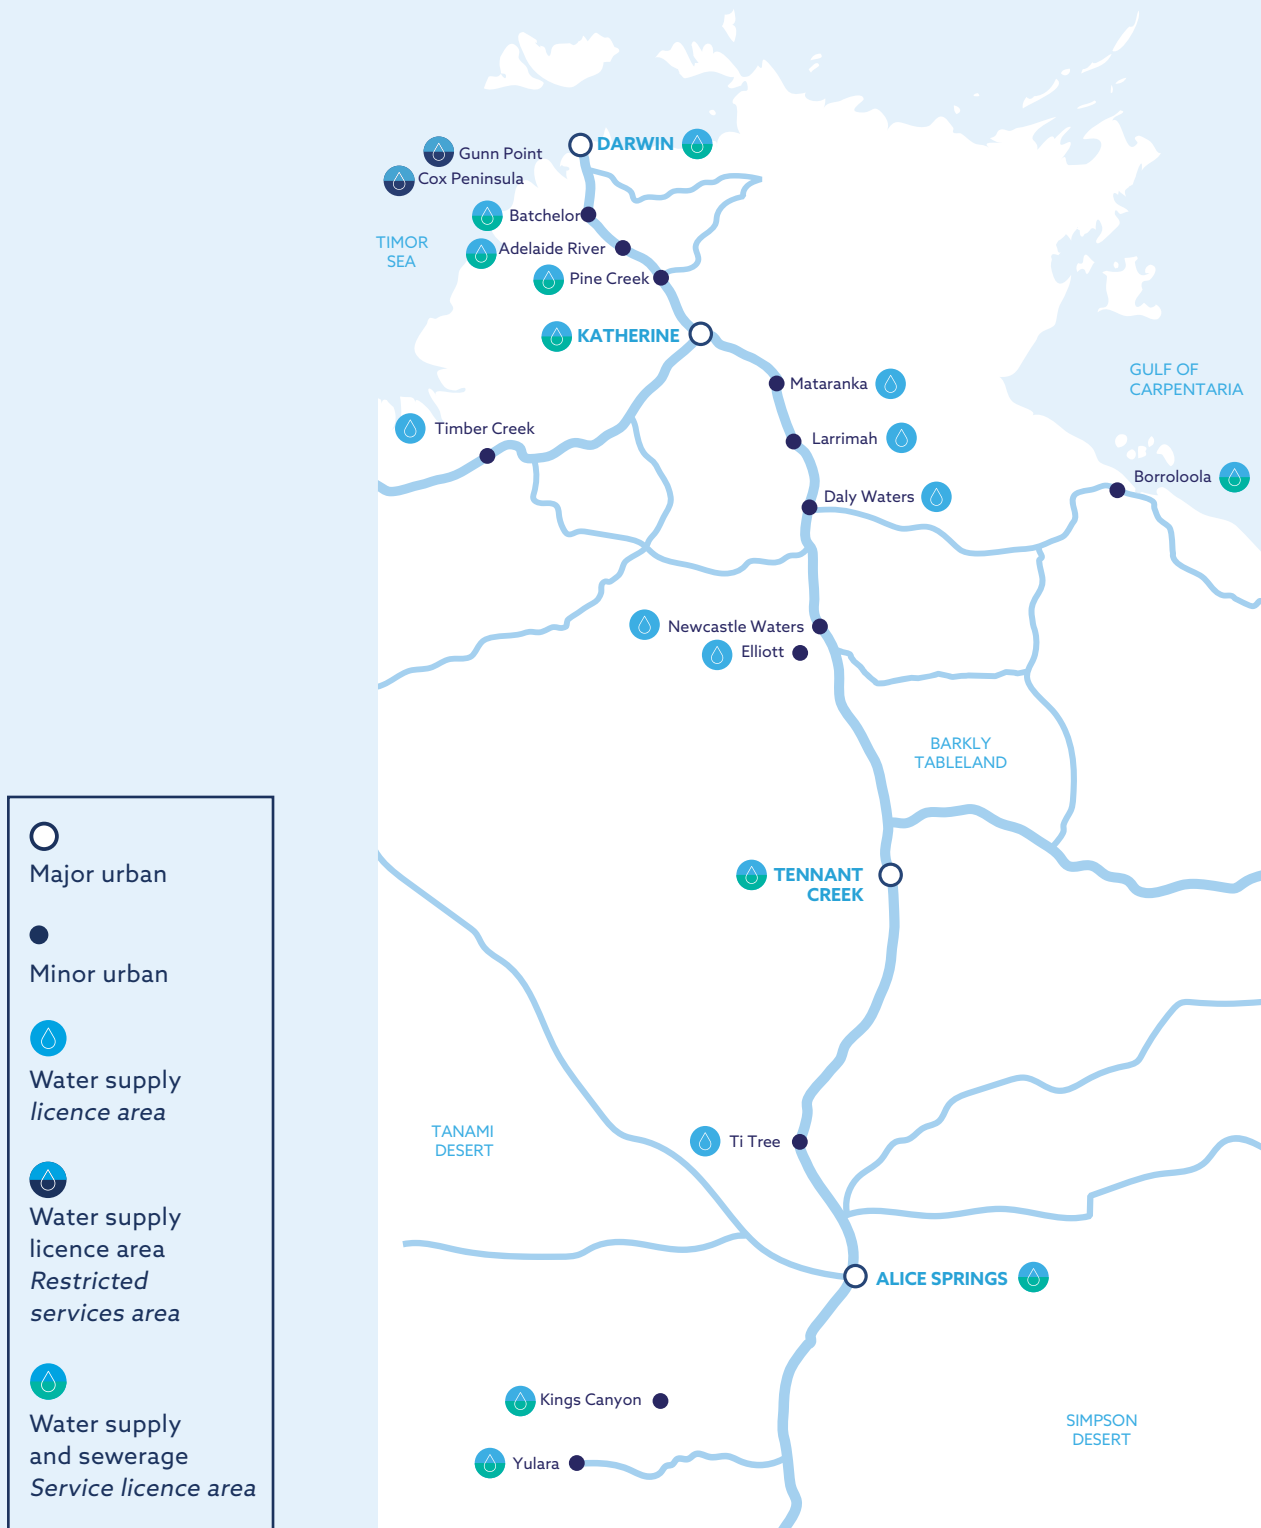 DARWIN
Gunn Point
Cox Peninsula
Batchelor
TIMOR
SEA
Adelaide River
Pine Creek
KATHERINE
GULF OF
CARPENTARIA
Mataranka
Timber Creek
Larrimah
Borroloola
Daly Waters
Newcastle Waters
Elliott
BARKLY
TABLELAND
TENNANT
CREEK
TANAMI
DESERT
Ti Tree
ALICE SPRINGS
Kings Canyon
SIMPSON
DESERT
Yulara
Major urban
Minor urban
Water supply
licence area
Water supply
licence area
Restricted
services area
Water supply
and sewerage
Service licence area